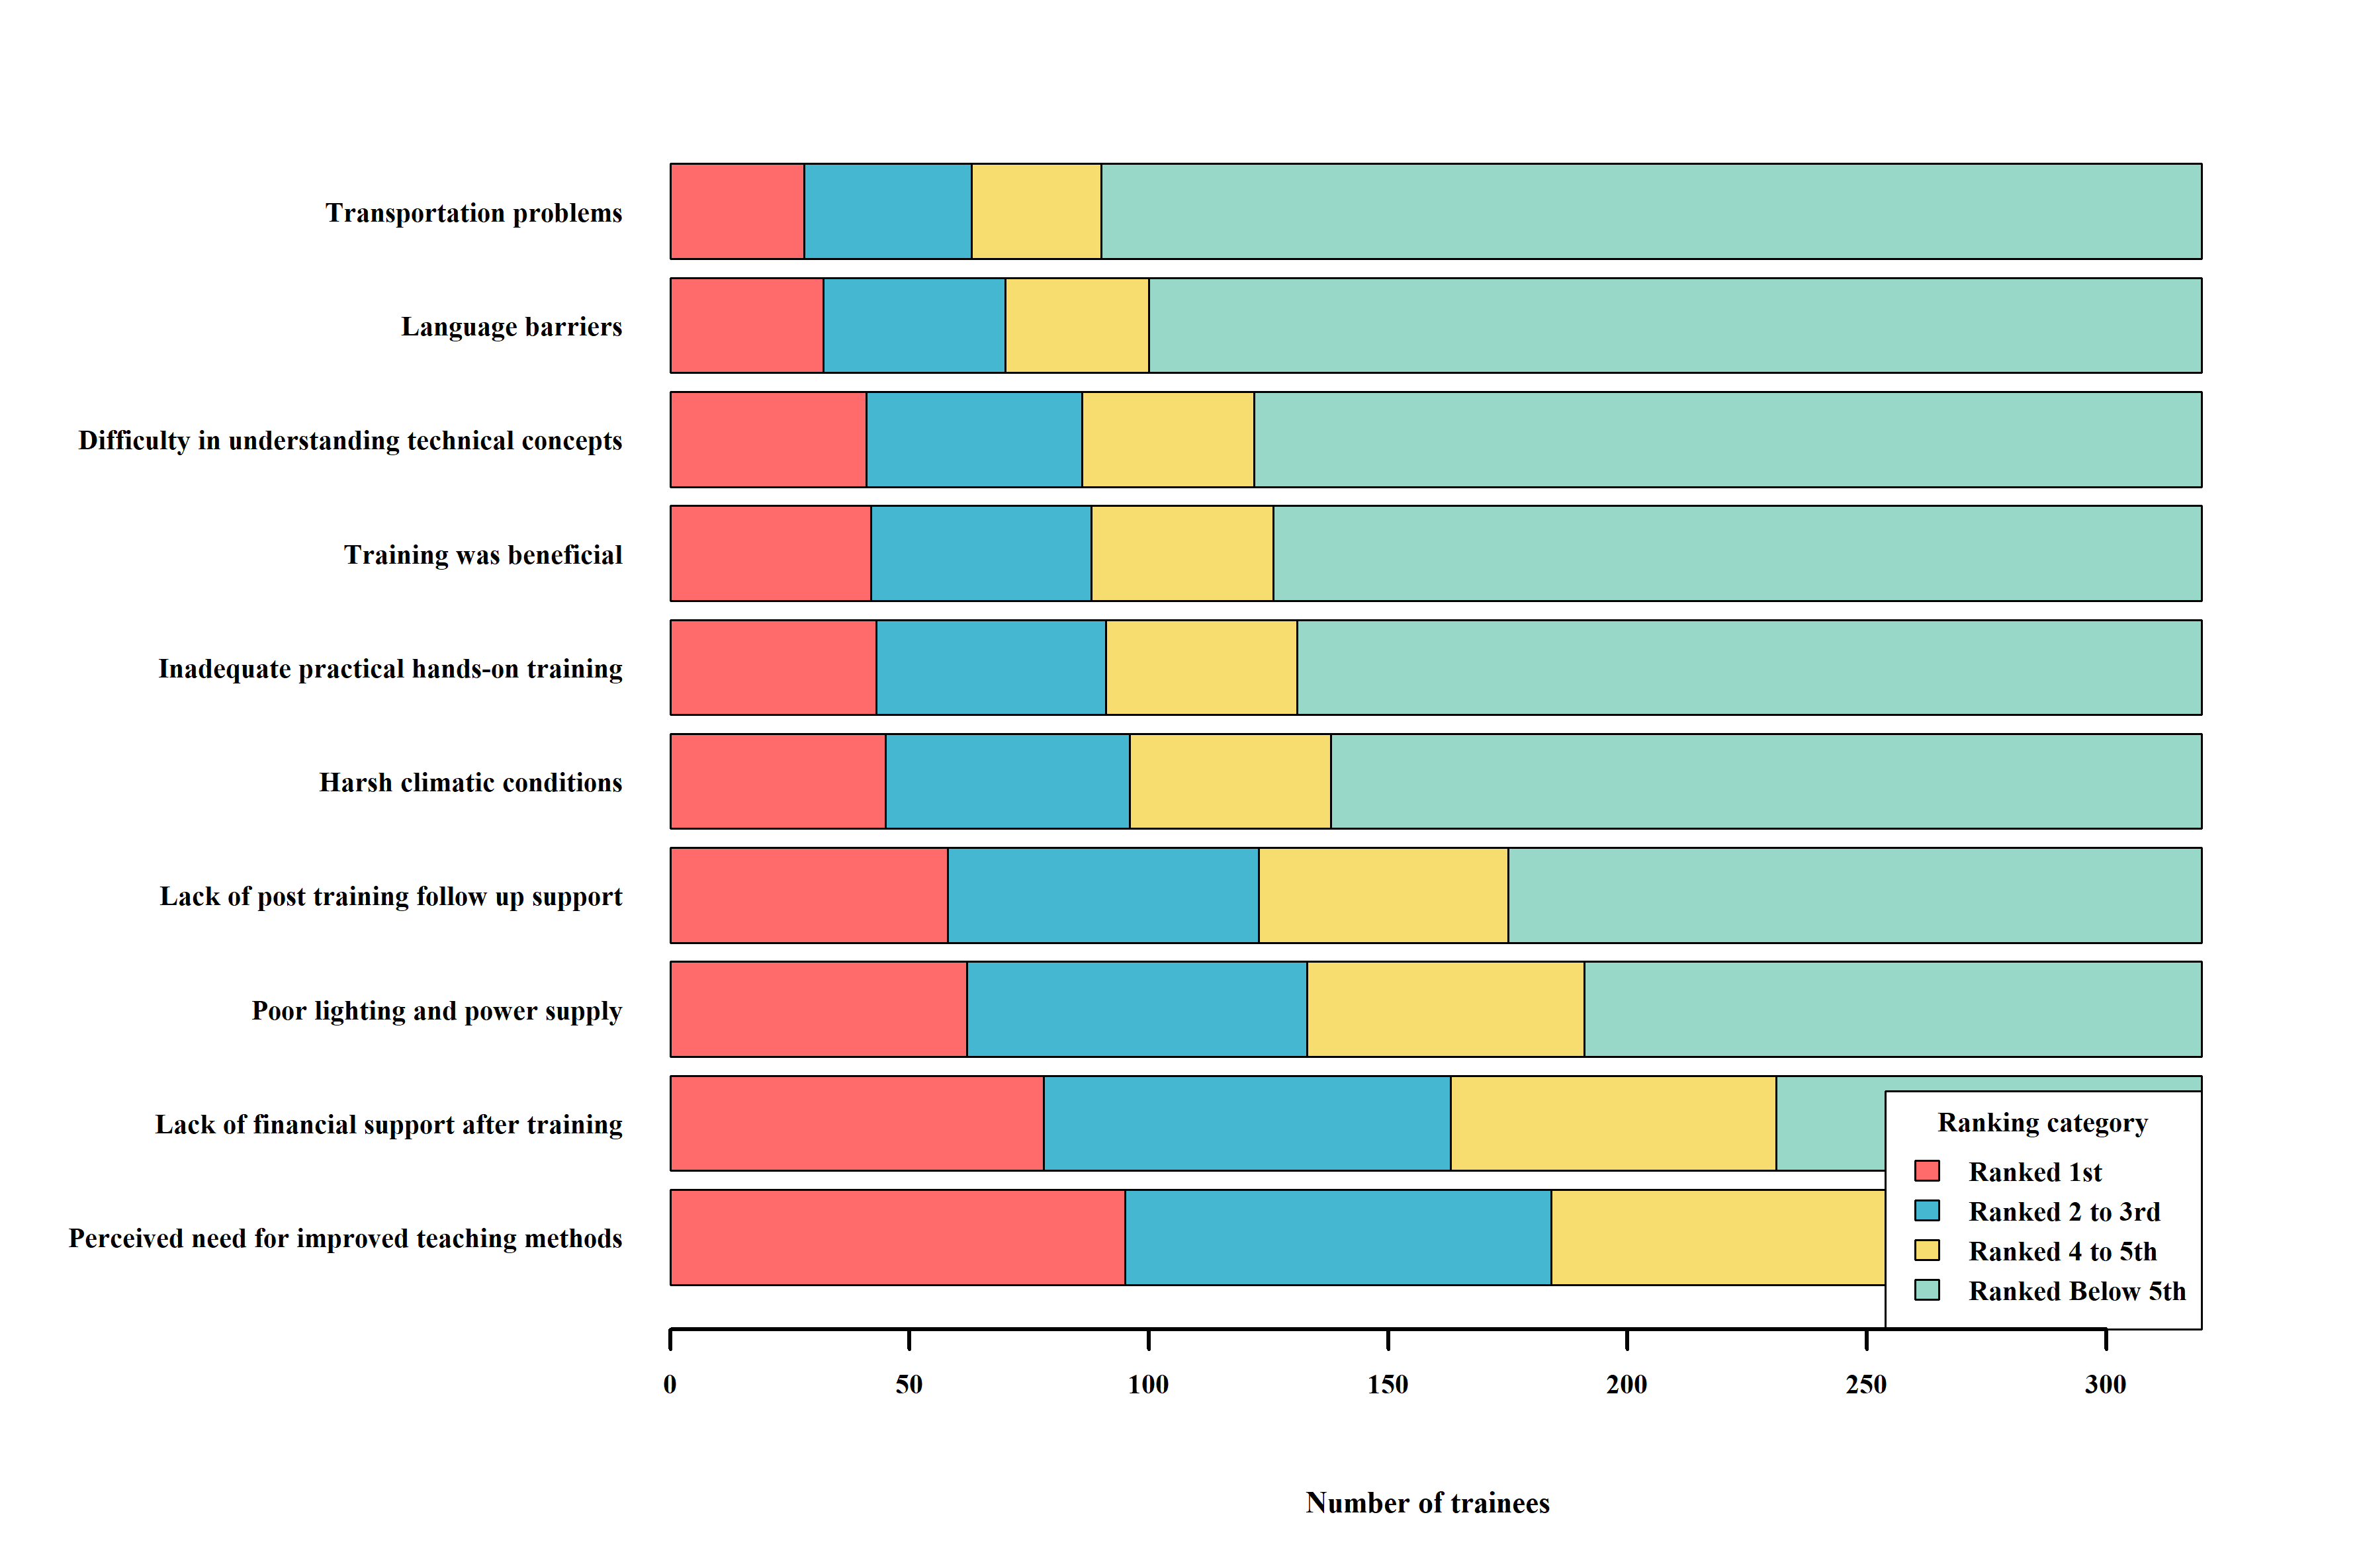 Transportation problems
Language barriers
Difficulty in understanding technical concepts
Training was beneficial
Inadequate practical hands-on training
Harsh climatic conditions
Lack of post training follow up support
Poor lighting and power supply
Lack of financial support after training
Perceived need for improved teaching methods
Ranking category
Ranked 1st
Ranked 2 to 3rd
Ranked 4 to 5th
Ranked Below 5th
0 50 100 150 200 250 300
Number of trainees